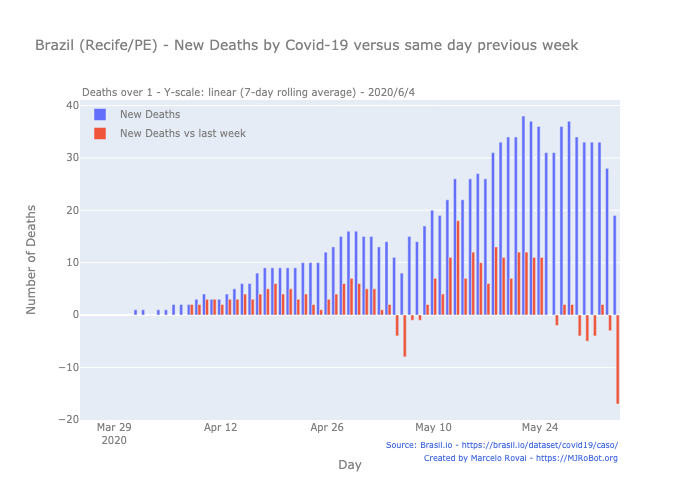 Brazil (Recife/PE) - New Deaths by Covid-19 versus same day previous week
Deaths over 1 - Y-scale: linear (7-day rolling average) - 2020/6/4
New Deaths
New Deaths vs last week
Number of Deaths
40
30
20
10
0
−10
−20
Mar 29
2020
Apr 12
Apr 26
May 10
May 24
Day
Source: Brasil.io - https://brasil.io/dataset/covid19/caso/
Created by Marcelo Rovai - https://MJRoBot.org